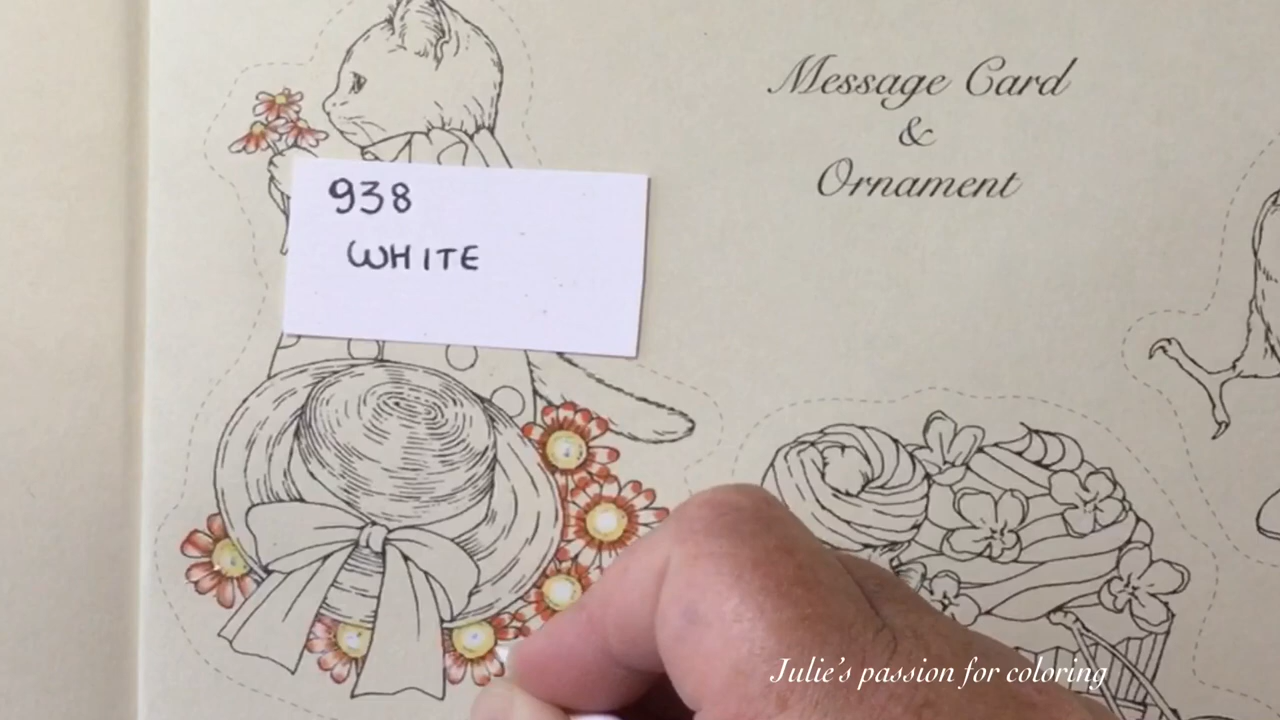 Message Card
&
Ornament
938
WHITE
Julie's passion for coloring